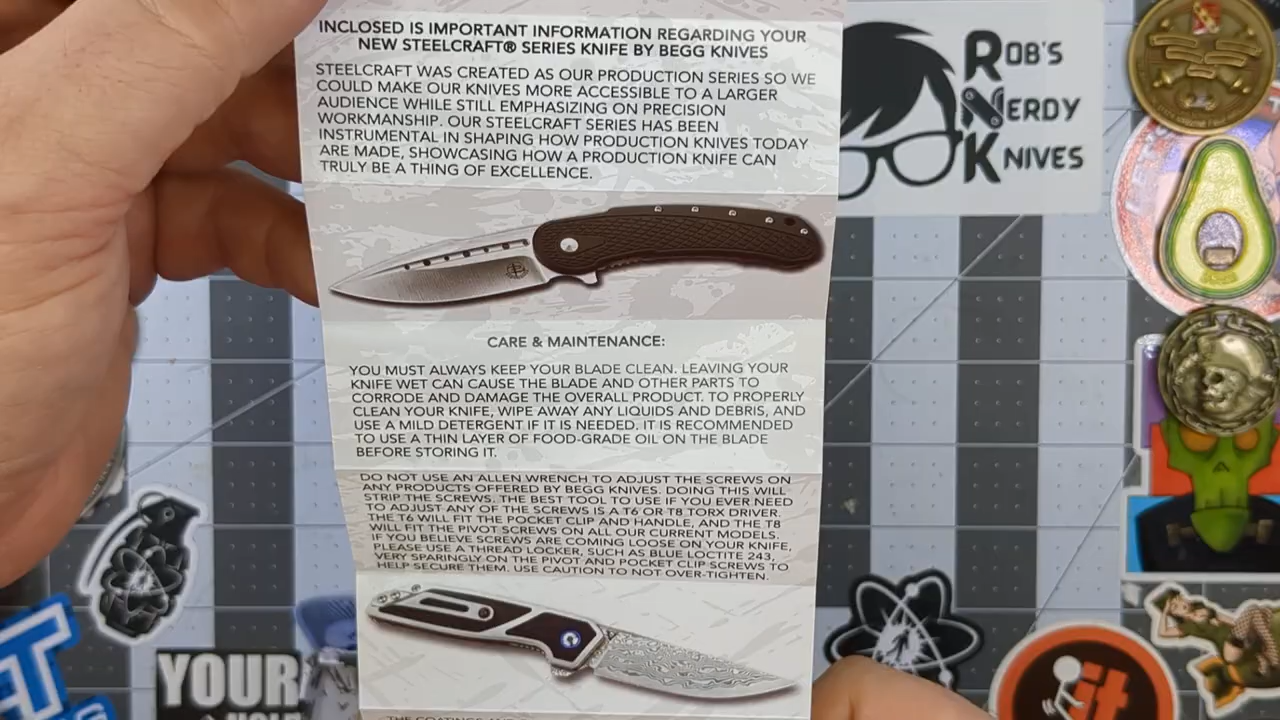 INCLOSED IS IMPORTANT INFORMATION REGARDING YOUR
NEW STEELCRAFT® SERIES KNIFE BY BEGG KNIVES
STEELCRAFT WAS CREATED AS OUR PRODUCTION SERIES SO WE
COULD MAKE OUR KNIVES MORE ACCESSIBLE TO A LARGER
AUDIENCE WHILE STILL EMPHASIZING ON PRECISION
WORKMANSHIP. OUR STEELCRAFT SERIES HAS BEEN
INSTRUMENTAL IN SHAPING HOW PRODUCTION KNIVES TODAY
ARE MADE, SHOWCASING HOW A PRODUCTION KNIFE CAN
TRULY BE A THING OF EXCELLENCE.
CARE & MAINTENANCE:
YOU MUST ALWAYS KEEP YOUR BLADE CLEAN. LEAVING YOUR
KNIFE WET CAN CAUSE THE BLADE AND OTHER PARTS TO
CORRODE AND DAMAGE THE OVERALL PRODUCT. TO PROPERLY
CLEAN YOUR KNIFE, WIPE AWAY ANY LIQUIDS AND DEBRIS, AND
USE A MILD DETERGENT IF IT IS NEEDED. IT IS RECOMMENDED
TO USE A THIN LAYER OF FOOD-GRADE OIL ON THE BLADE
BEFORE STORING IT.
DO NOT USE AN ALLEN WRENCH TO ADJUST THE SCREWS ON
ANY PRODUCTS OFFERED BY BEGG KNIVES. DOING THIS WILL
STRIP THE SCREWS. THE BEST TOOL TO USE IF YOU EVER NEED
TO ADJUST ANY OF THE SCREWS IS A T6 OR T8 TORX DRIVER.
THE T6 WILL FIT THE POCKET CLIP AND HANDLE, AND THE T8
WILL FIT THE PIVOT SCREWS ON ALL OUR CURRENT MODELS.
IF YOU BELIEVE SCREWS ARE COMING LOOSE ON YOUR KNIFE,
PLEASE USE A THREAD LOCKER, SUCH AS BLUE LOCTITE 243,
VERY SPARINGLY ON THE PIVOT AND POCKET CLIP SCREWS TO
HELP SECURE THEM. USE CAUTION TO NOT OVER-TIGHTEN.
ROB'S
NERDY
KNIVES
YOUR
it